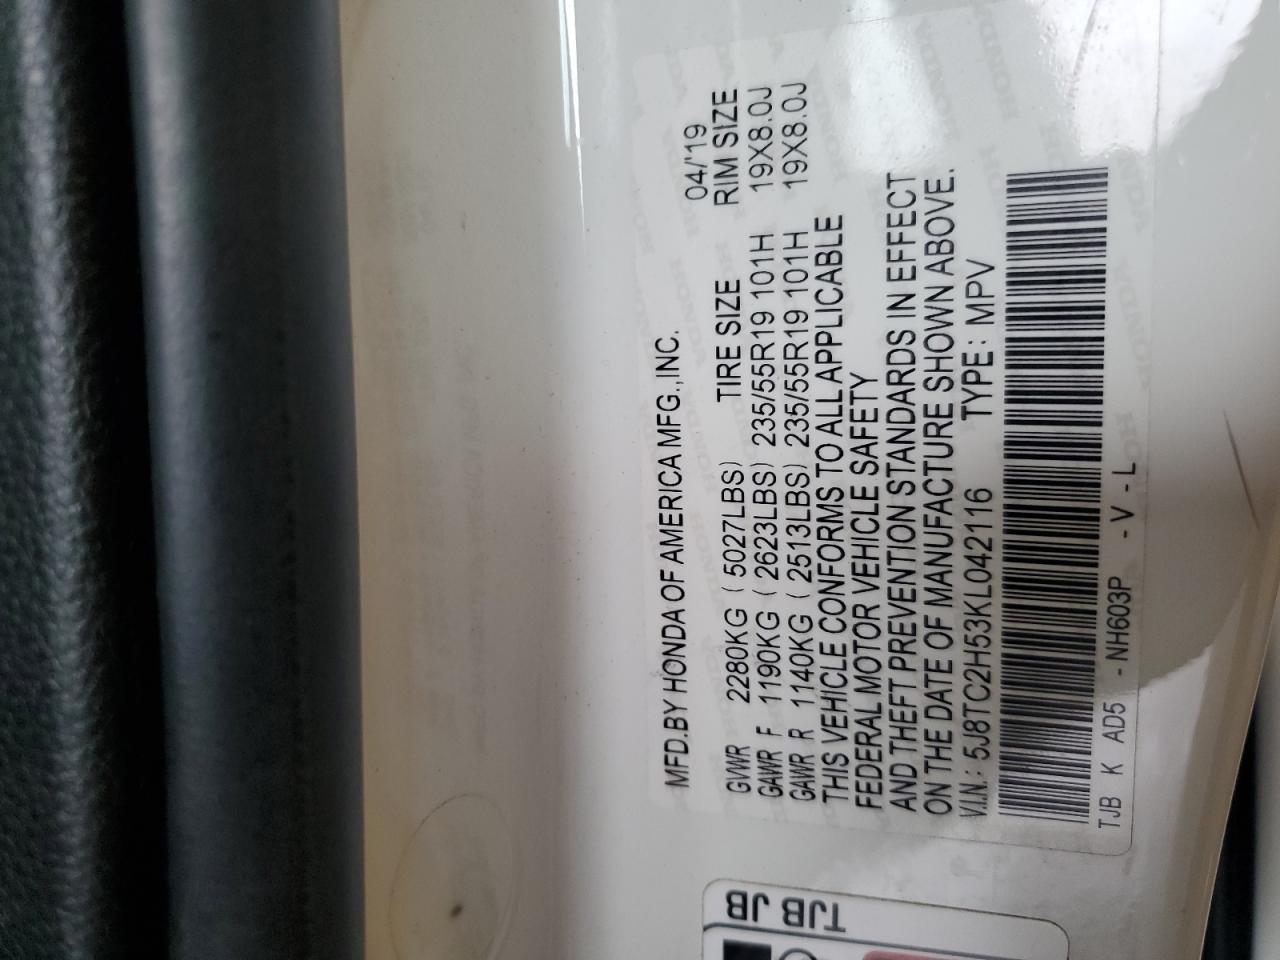 MFD.BY HONDA OF AMERICA MFG.,INC.
04/'19
GVWR 2280KG ( 5027LBS) TIRE SIZE RIM SIZE
GAWR F 1190KG ( 2623LBS) 235/55R19 101H 19X8.0J
GAWR R 1140KG ( 2513LBS) 235/55R19 101H 19X8.0J
THIS VEHICLE CONFORMS TO ALL APPLICABLE
FEDERAL MOTOR VEHICLE SAFETY
AND THEFT PREVENTION STANDARDS IN EFFECT
ON THE DATE OF MANUFACTURE SHOWN ABOVE.
V.I.N.: 5J8TC2H53KL042116 TYPE: MPV
TJB K AD5 - NH603P - V - L
TJB JB